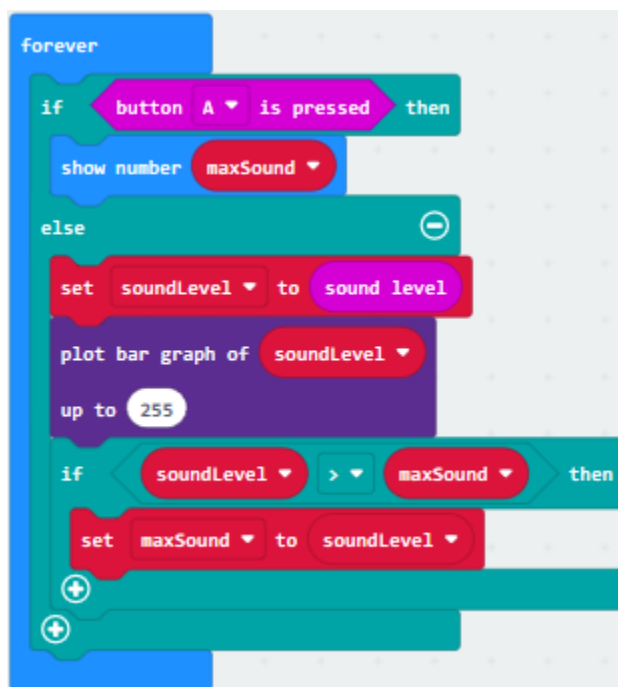 forever
if button A is pressed then
show number maxSound
else
set soundLevel to sound level
plot bar graph of soundLevel
up to 255
if soundLevel > maxSound then
set maxSound to soundLevel